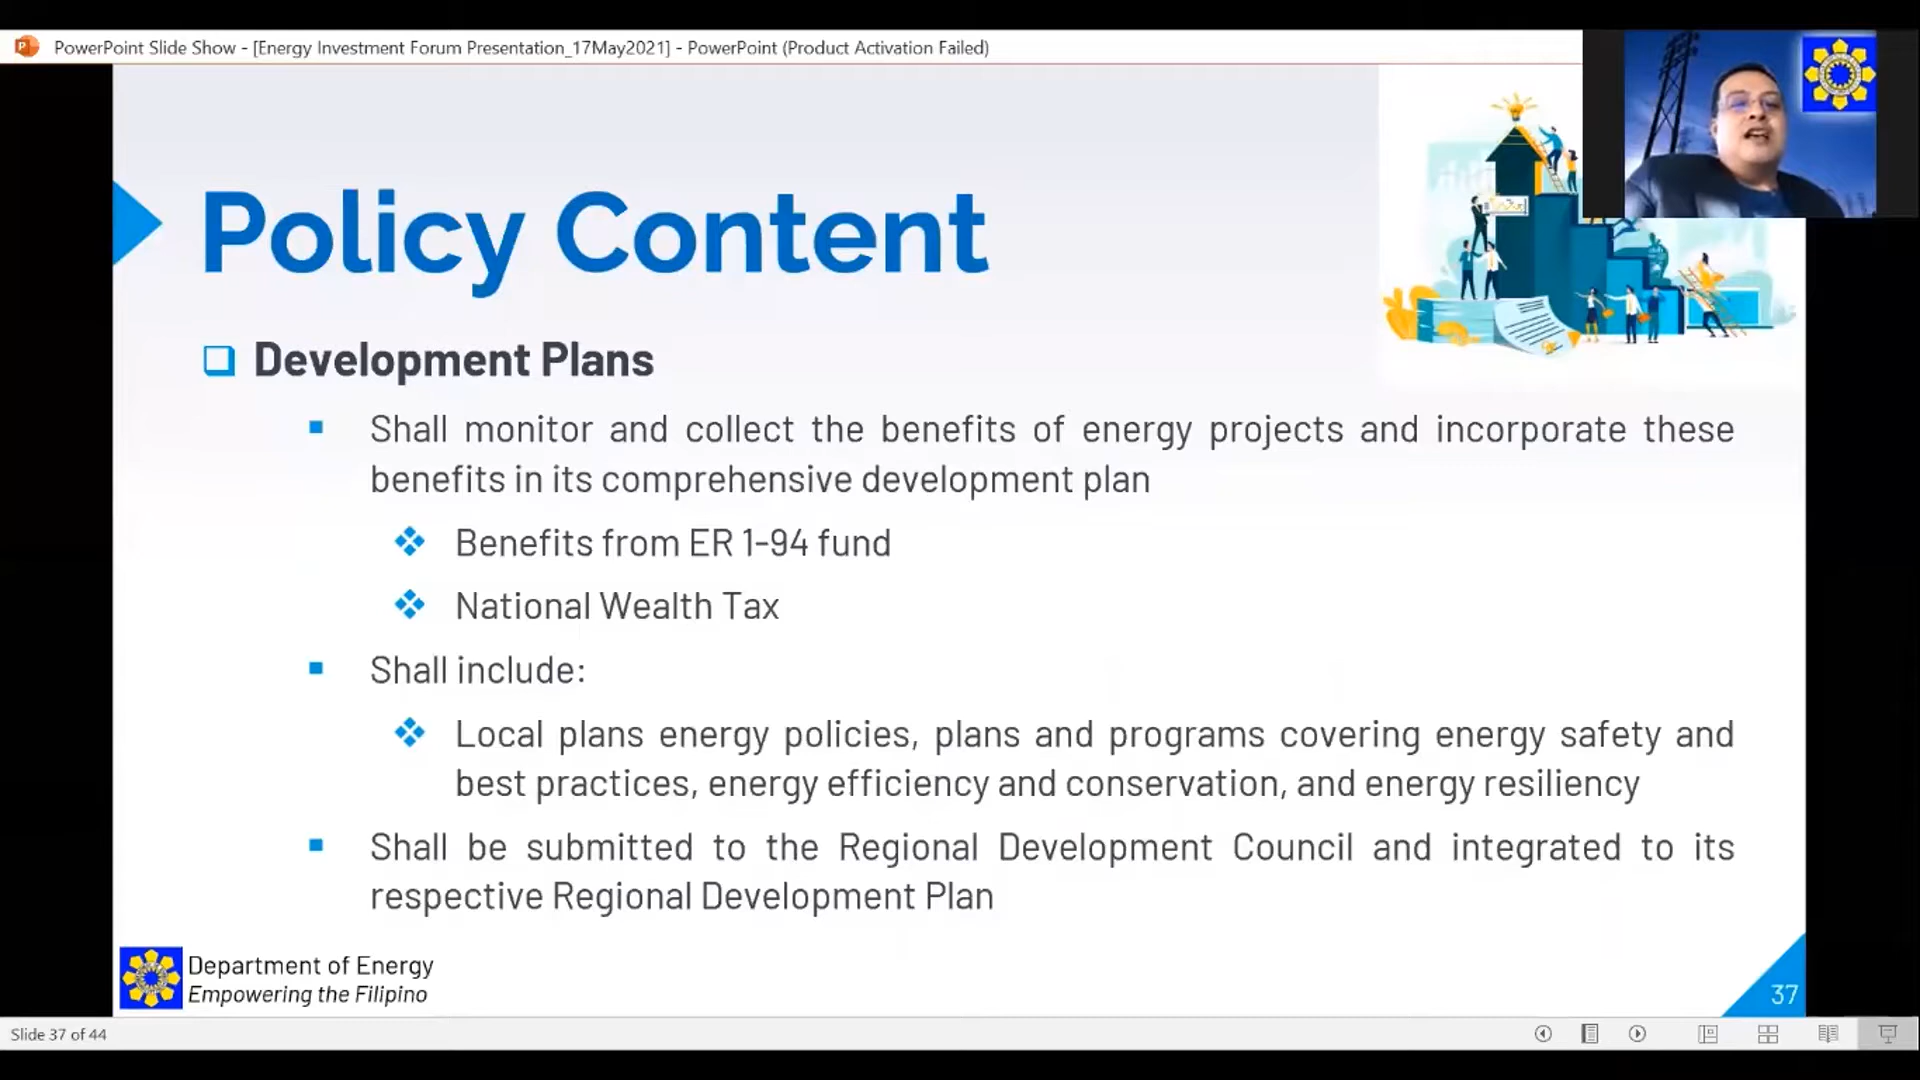 PowerPoint Slide Show - [Energy Investment Forum Presentation_17May2021] - PowerPoint (Product Activation Failed)
Policy Content
Development Plans
Shall monitor and collect the benefits of energy projects and incorporate these
benefits in its comprehensive development plan
Benefits from ER 1-94 fund
National Wealth Tax
Shall include:
Local plans energy policies, plans and programs covering energy safety and
best practices, energy efficiency and conservation, and energy resiliency
Shall be submitted to the Regional Development Council and integrated to its
respective Regional Development Plan
Department of Energy
Empowering the Filipino
37
Slide 37 of 44